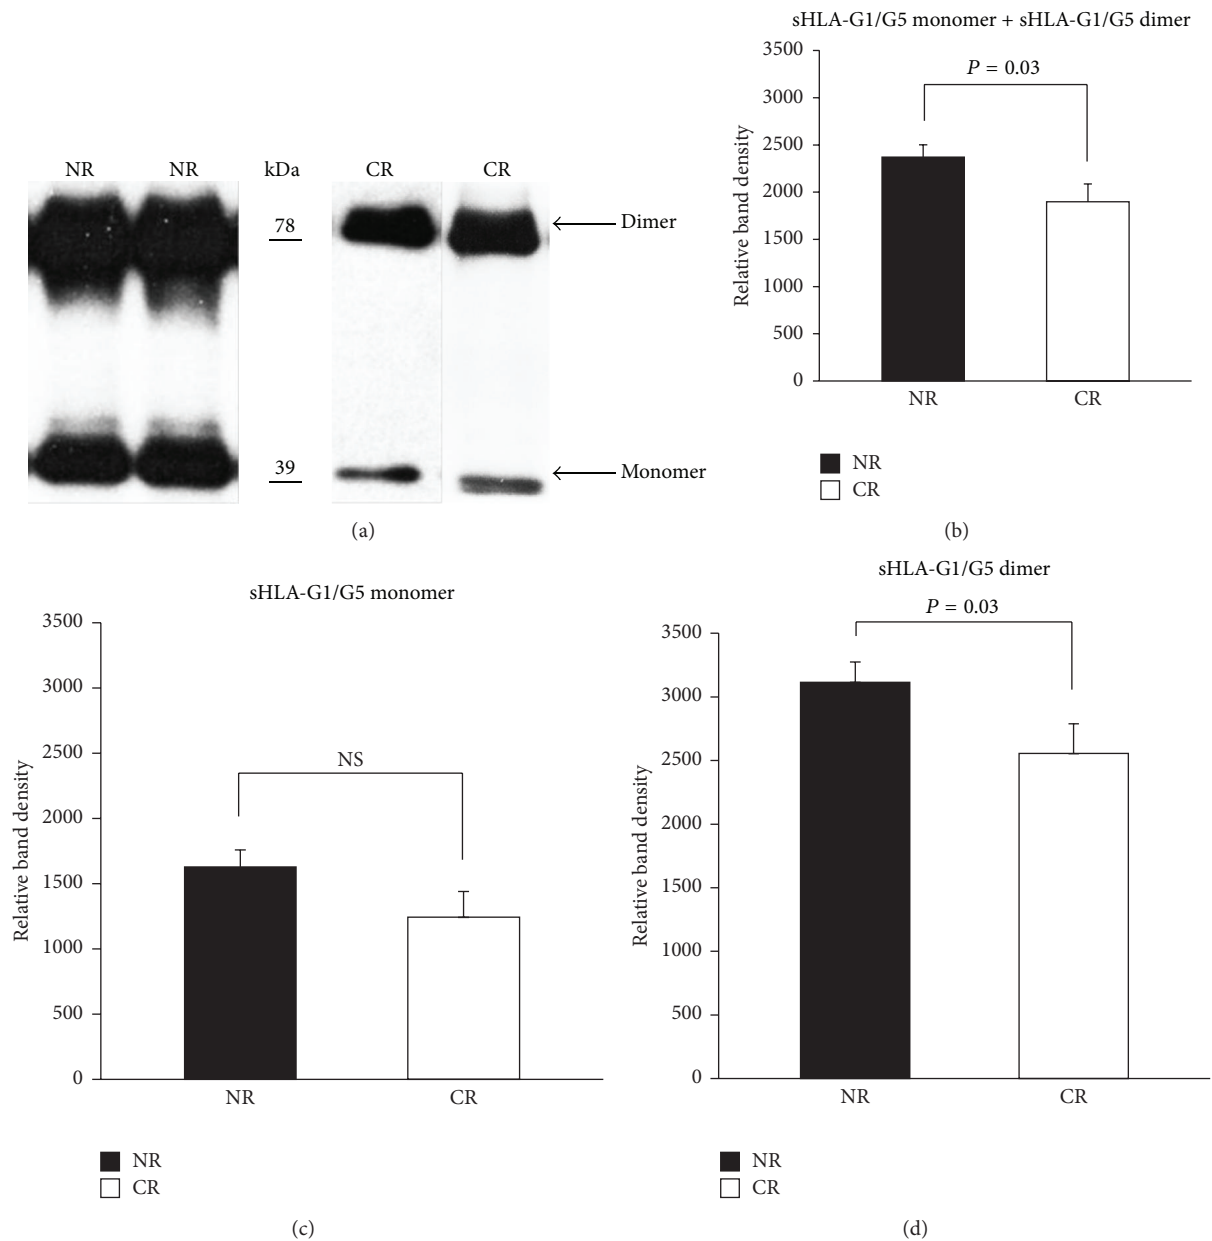 NR NR kDa CR CR
78
Dimer
39
Monomer
(a)
sHLA-G1/G5 monomer + sHLA-G1/G5 dimer
P = 0.03
3500
3000
2500
2000
1500
1000
500
0
Relative band density
NR CR
NR
CR
(b)
sHLA-G1/G5 monomer
3500
3000
2500
2000
1500
1000
500
0
Relative band density
NS
NR CR
NR
CR
(c)
sHLA-G1/G5 dimer
P = 0.03
3500
3000
2500
2000
1500
1000
500
0
Relative band density
NR CR
NR
CR
(d)